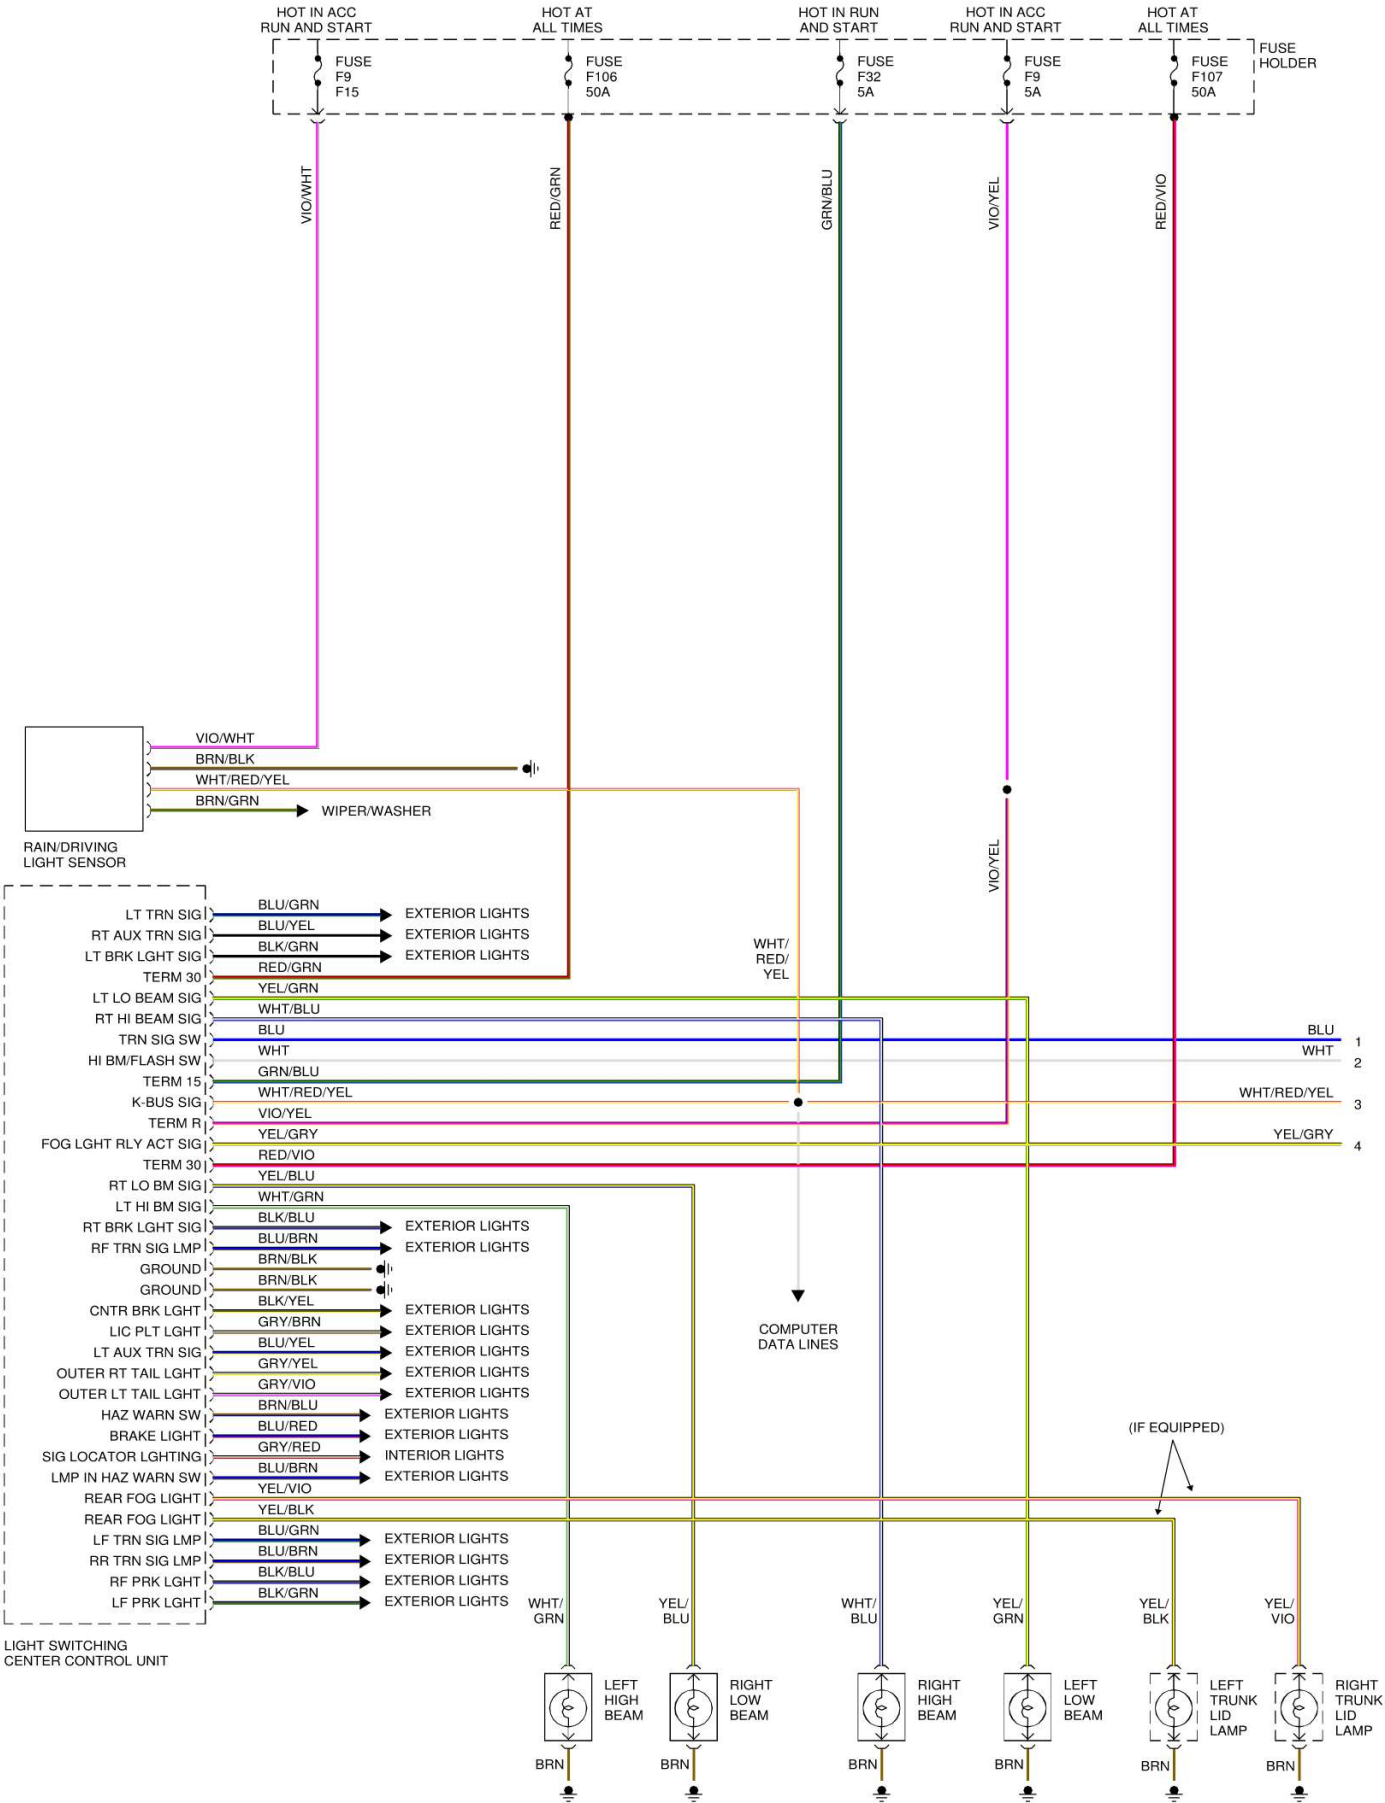 HOT IN ACC
RUN AND START
HOT AT
ALL TIMES
HOT IN RUN
AND START
HOT IN ACC
RUN AND START
HOT AT
ALL TIMES
FUSE
F9
F15
FUSE
F106
50A
FUSE
F32
5A
FUSE
F9
5A
FUSE
F107
50A
FUSE
HOLDER
VIO/WHT
RED/GRN
GRN/BLU
VIO/YEL
RED/VIO
VIO/WHT
BRN/BLK
WHT/RED/YEL
BRN/GRN
WIPER/WASHER
RAIN/DRIVING
LIGHT SENSOR
VIO/YEL
WHT/
RED/
YEL
LT TRN SIG BLU/GRN EXTERIOR LIGHTS
RT AUX TRN SIG BLU/YEL EXTERIOR LIGHTS
LT BRK LGHT SIG BLK/GRN EXTERIOR LIGHTS
TERM 30 RED/GRN
LT LO BEAM SIG YEL/GRN
RT HI BEAM SIG WHT/BLU
TRN SIG SW BLU BLU 1
HI BM/FLASH SW WHT WHT 2
TERM 15 GRN/BLU
K-BUS SIG WHT/RED/YEL WHT/RED/YEL 3
TERM R VIO/YEL
FOG LGHT RLY ACT SIG YEL/GRY YEL/GRY 4
TERM 30 RED/VIO
RT LO BM SIG YEL/BLU
LT HI BM SIG WHT/GRN
RT BRK LGHT SIG BLK/BLU EXTERIOR LIGHTS
RF TRN SIG LMP BLU/BRN EXTERIOR LIGHTS
GROUND BRN/BLK
GROUND BRN/BLK
CNTR BRK LGHT BLK/YEL EXTERIOR LIGHTS
LIC PLT LGHT GRY/BRN EXTERIOR LIGHTS
LT AUX TRN SIG BLU/YEL EXTERIOR LIGHTS
OUTER RT TAIL LGHT GRY/YEL EXTERIOR LIGHTS
OUTER LT TAIL LGHT GRY/VIO EXTERIOR LIGHTS
HAZ WARN SW BRN/BLU EXTERIOR LIGHTS
BRAKE LIGHT BLU/RED EXTERIOR LIGHTS
SIG LOCATOR LGHTING GRY/RED INTERIOR LIGHTS
LMP IN HAZ WARN SW BLU/BRN EXTERIOR LIGHTS
REAR FOG LIGHT YEL/VIO
REAR FOG LIGHT YEL/BLK
LF TRN SIG LMP BLU/GRN EXTERIOR LIGHTS
RR TRN SIG LMP BLU/BRN EXTERIOR LIGHTS
RF PRK LGHT BLK/BLU EXTERIOR LIGHTS
LF PRK LGHT BLK/GRN EXTERIOR LIGHTS
COMPUTER
DATA LINES
(IF EQUIPPED)
LIGHT SWITCHING
CENTER CONTROL UNIT
WHT/
GRN
YEL/
BLU
WHT/
BLU
YEL/
GRN
YEL/
BLK
YEL/
VIO
LEFT
HIGH
BEAM
RIGHT
LOW
BEAM
RIGHT
HIGH
BEAM
LEFT
LOW
BEAM
LEFT
TRUNK
LID
LAMP
RIGHT
TRUNK
LID
LAMP
BRN
BRN
BRN
BRN
BRN
BRN